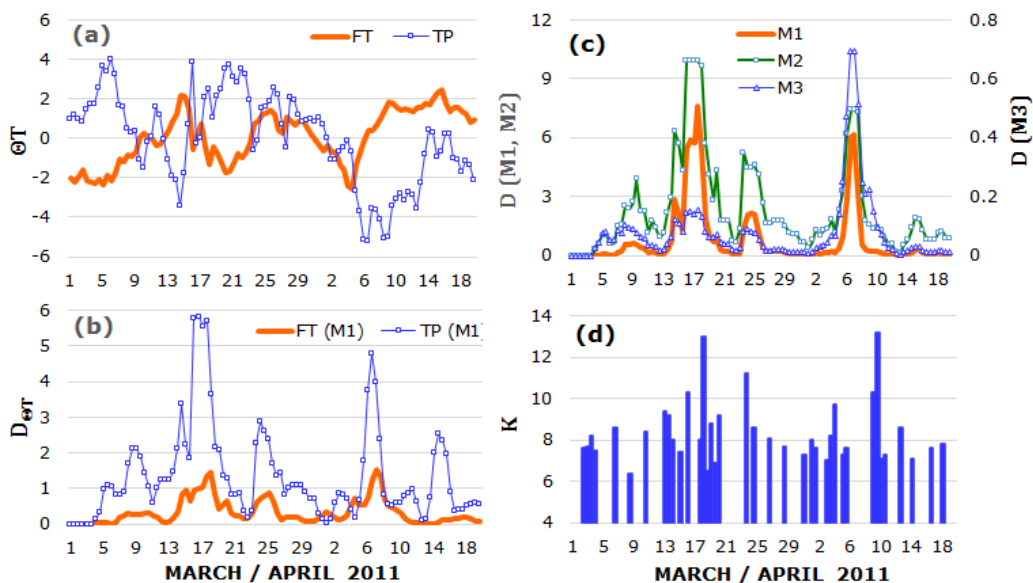 (a)
FT TP
ΘT
6
4
2
0
-2
-4
-6
1 5 9 13 17 21 25 29 2 6 10 14 18
(b)
FT (M1) TP (M1)
DΘT
6
5
4
3
2
1
0
1 5 9 13 17 21 25 29 2 6 10 14 18
MARCH / APRIL 2011
(c)
M1
M2
M3
D (M1, M2)
12
9
6
3
0
D (M3)
0.8
0.6
0.4
0.2
0
1 5 9 13 17 21 25 29 2 6 10 14 18
(d)
K
14
12
10
8
6
4
1 5 9 13 17 21 25 29 2 6 10 14 18
MARCH / APRIL 2011